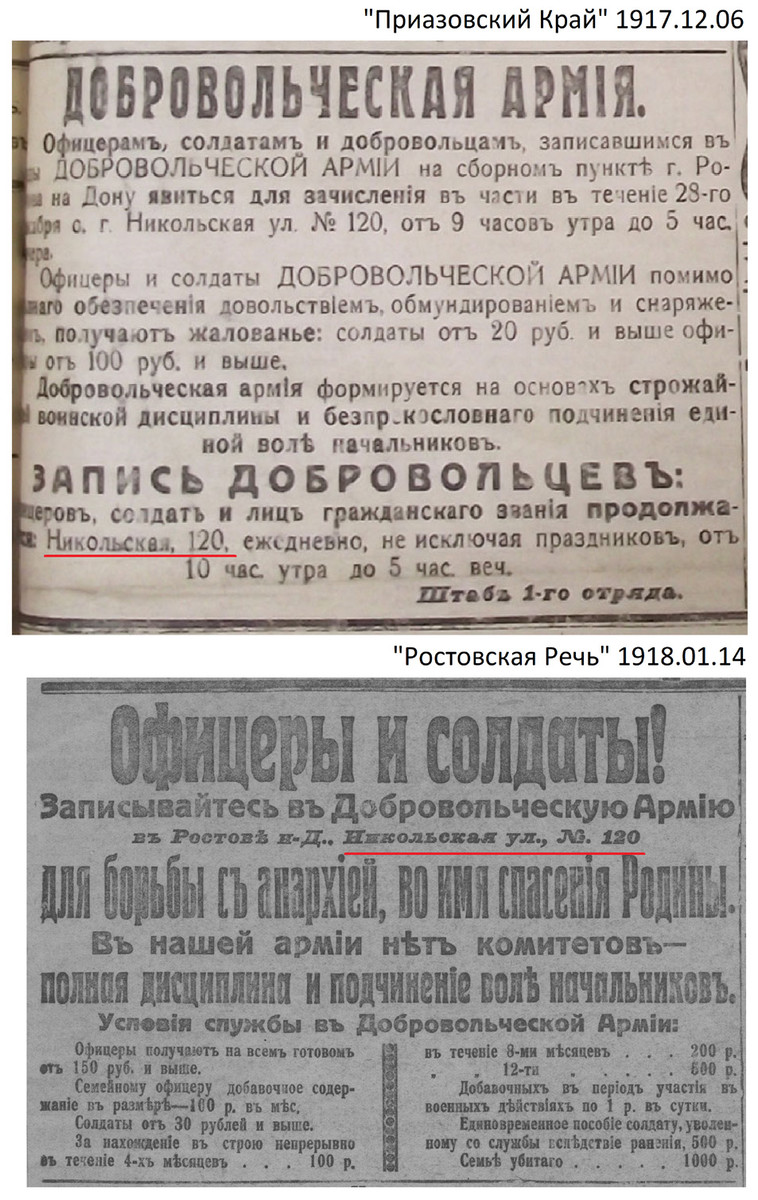 "Приазовский Край" 1917.12.06
ДОБРОВОЛЬЧЕСКАЯ АРМІЯ.
Офицерамъ, солдатамъ и добровольцамъ, записавшимся въ
ДОБРОВОЛЬЧЕСКОЙ АРМІИ на сборномъ пунктѣ г. Ро-
на Дону явиться для зачисленія въ части въ теченіе 28-го
с. г. Никольская ул. № 120, отъ 9 часовъ утра до 5 час.
Офицеры и солдаты ДОБРОВОЛЬЧЕСКОЙ АРМІИ помимо
обезпеченія довольствіемъ, обмундированіемъ и снаряже-
получаютъ жалованье: солдаты отъ 20 руб. и выше офи-
отъ 100 руб. и выше.
Добровольческая армія формируется на основахъ строжай-
воинской дисциплины и безпрекословнаго подчиненія еди-
ной волѣ начальниковъ.
ЗАПИСЬ ДОБРОВОЛЬЦЕВЪ:
солдатъ и лицъ гражданскаго званія продолжа-
Никольская, 120, ежедневно, не исключая праздниковъ, отъ
10 час. утра до 5 час. веч.
Штабъ 1-го отряда.
"Ростовская Речь" 1918.01.14
Офицеры и солдаты!
Записывайтесь въ Добровольческую Армію
въ Ростовѣ н-Д., Никольская ул., №. 120
для борьбы съ анархіей, во имя спасенія Родины.
Въ нашей арміи нѣтъ комитетовъ—
полная дисциплина и подчиненіе волѣ начальниковъ.
Условія службы въ Добровольческой Арміи:
Офицеры получаютъ на всемъ готовомъ
отъ 150 руб. и выше.
Семейному офицеру добавочное содер-
жаніе въ размѣрѣ—100 р. въ мѣс.
Солдаты отъ 30 рублей и выше.
За нахожденіе въ строю непрерывно
въ теченіе 4-хъ мѣсяцевъ . . . 100 р.
въ теченіе 8-ми мѣсяцевъ . . . 200 р.
„ „ 12-ти „ . . . . р.
Добавочныхъ въ періодъ участія въ
военныхъ дѣйствіяхъ по 1 р. въ сутки.
Единовременное пособіе солдату, уволен-
ному со службы вслѣдствіе раненія, 500 р.
Семьѣ убитаго . . . . . 1000 р.